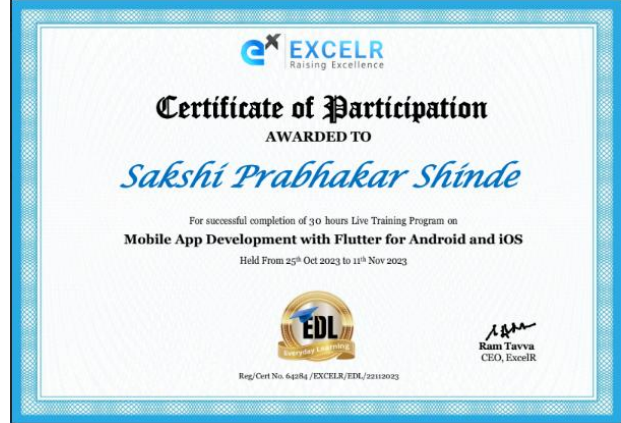 ex EXCELR
Raising Excellence
Certificate of Participation
AWARDED TO
Sakshi Prabhakar Shinde
For successful completion of 30 hours Live Training Program on
Mobile App Development with Flutter for Android and iOS
Held From 25th Oct 2023 to 11th Nov 2023
EDL
Everyday Learning
Ram Tavva
CEO, ExcelR
Reg/Cert No. 64284 /EXCELR/EDL/22112023